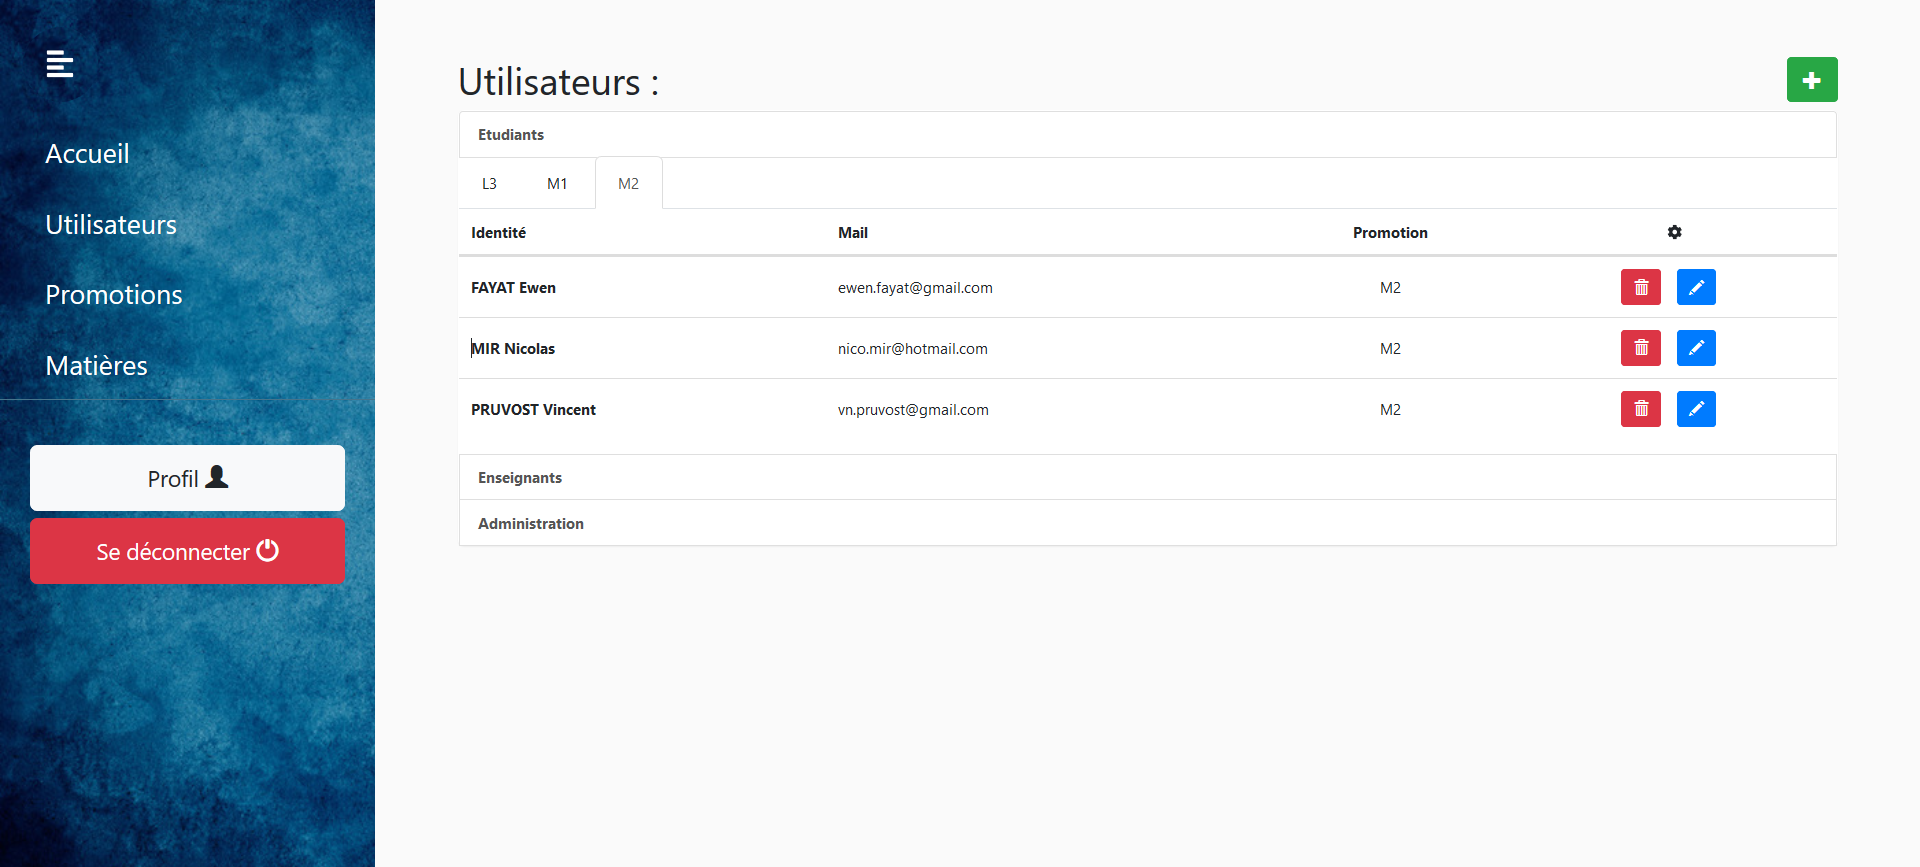 Accueil
Utilisateurs
Promotions
Matières
Profil
Se déconnecter
Utilisateurs :
Etudiants
L3 M1 M2
Identité Mail Promotion
FAYAT Ewen ewen.fayat@gmail.com M2
MIR Nicolas nico.mir@hotmail.com M2
PRUVOST Vincent vn.pruvost@gmail.com M2
Enseignants
Administration